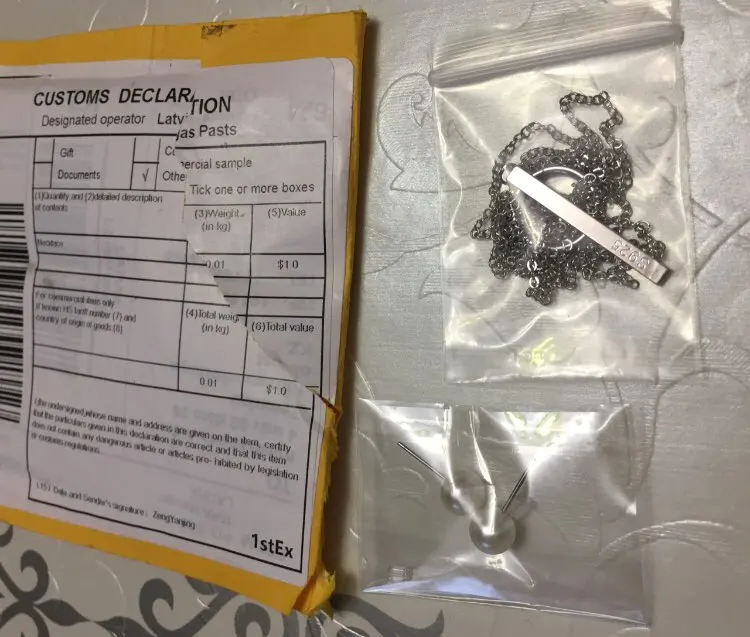 CUSTOMS DECLAR TION
Designated operator Latv
jas Pasts
Gift
Documents √ Othe
ercial sample
Tick one or more boxes
(1)Quantity and (2)detailed description
of contents
(3)Weight
(in kg)
(5)Value
Necklace
0.01
$1.0
For commercial items only
If known HS tariff number (7) and
country of origin of goods (8)
(4)Total weig
(in kg)
(6)Total value
0.01
$1.0
I,the undersigned,whose name and address are given on the item, certify
that the particulars given in this declaration are correct and that this item
does not contain any dangerous article or articles pre- hibited by legislation
or customs regulations
Date and Sender's signature: ZengYanjing
1stEx
S925